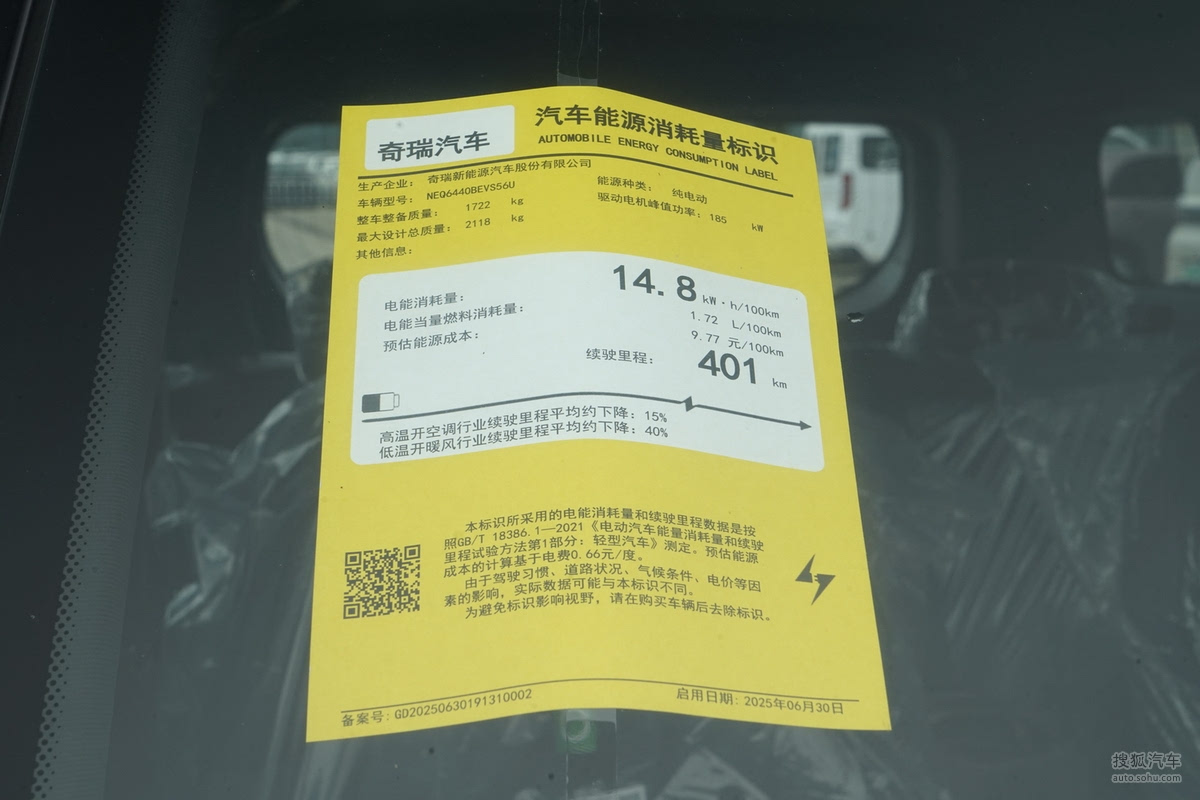 奇瑞汽车
汽车能源消耗量标识
AUTOMOBILE ENERGY CONSUMPTION LABEL
生产企业： 奇瑞新能源汽车股份有限公司
车辆型号： NEQ6440BEVS56U
能源种类： 纯电动
整车整备质量： 1722 kg
驱动电机峰值功率：185 kW
最大设计总质量： 2118 kg
其他信息：
电能消耗量： 14.8 kW·h/100km
电能当量燃料消耗量： 1.72 L/100km
预估能源成本： 9.77 元/100km
续驶里程： 401 km
高温开空调行业续驶里程平均约下降：15%
低温开暖风行业续驶里程平均约下降：40%
本标识所采用的电能消耗量和续驶里程数据是按
照GB/T 18386.1—2021《电动汽车能量消耗量和续驶
里程试验方法第1部分：轻型汽车》测定。预估能源
成本的计算基于电费0.66元/度。
由于驾驶习惯、道路状况、气候条件、电价等因
素的影响，实际数据可能与本标识不同。
为避免标识影响视野，请在购买车辆后去除标识。
备案号：GD20250630191310002
启用日期：2025年06月30日
搜狐汽车
auto.sohu.com